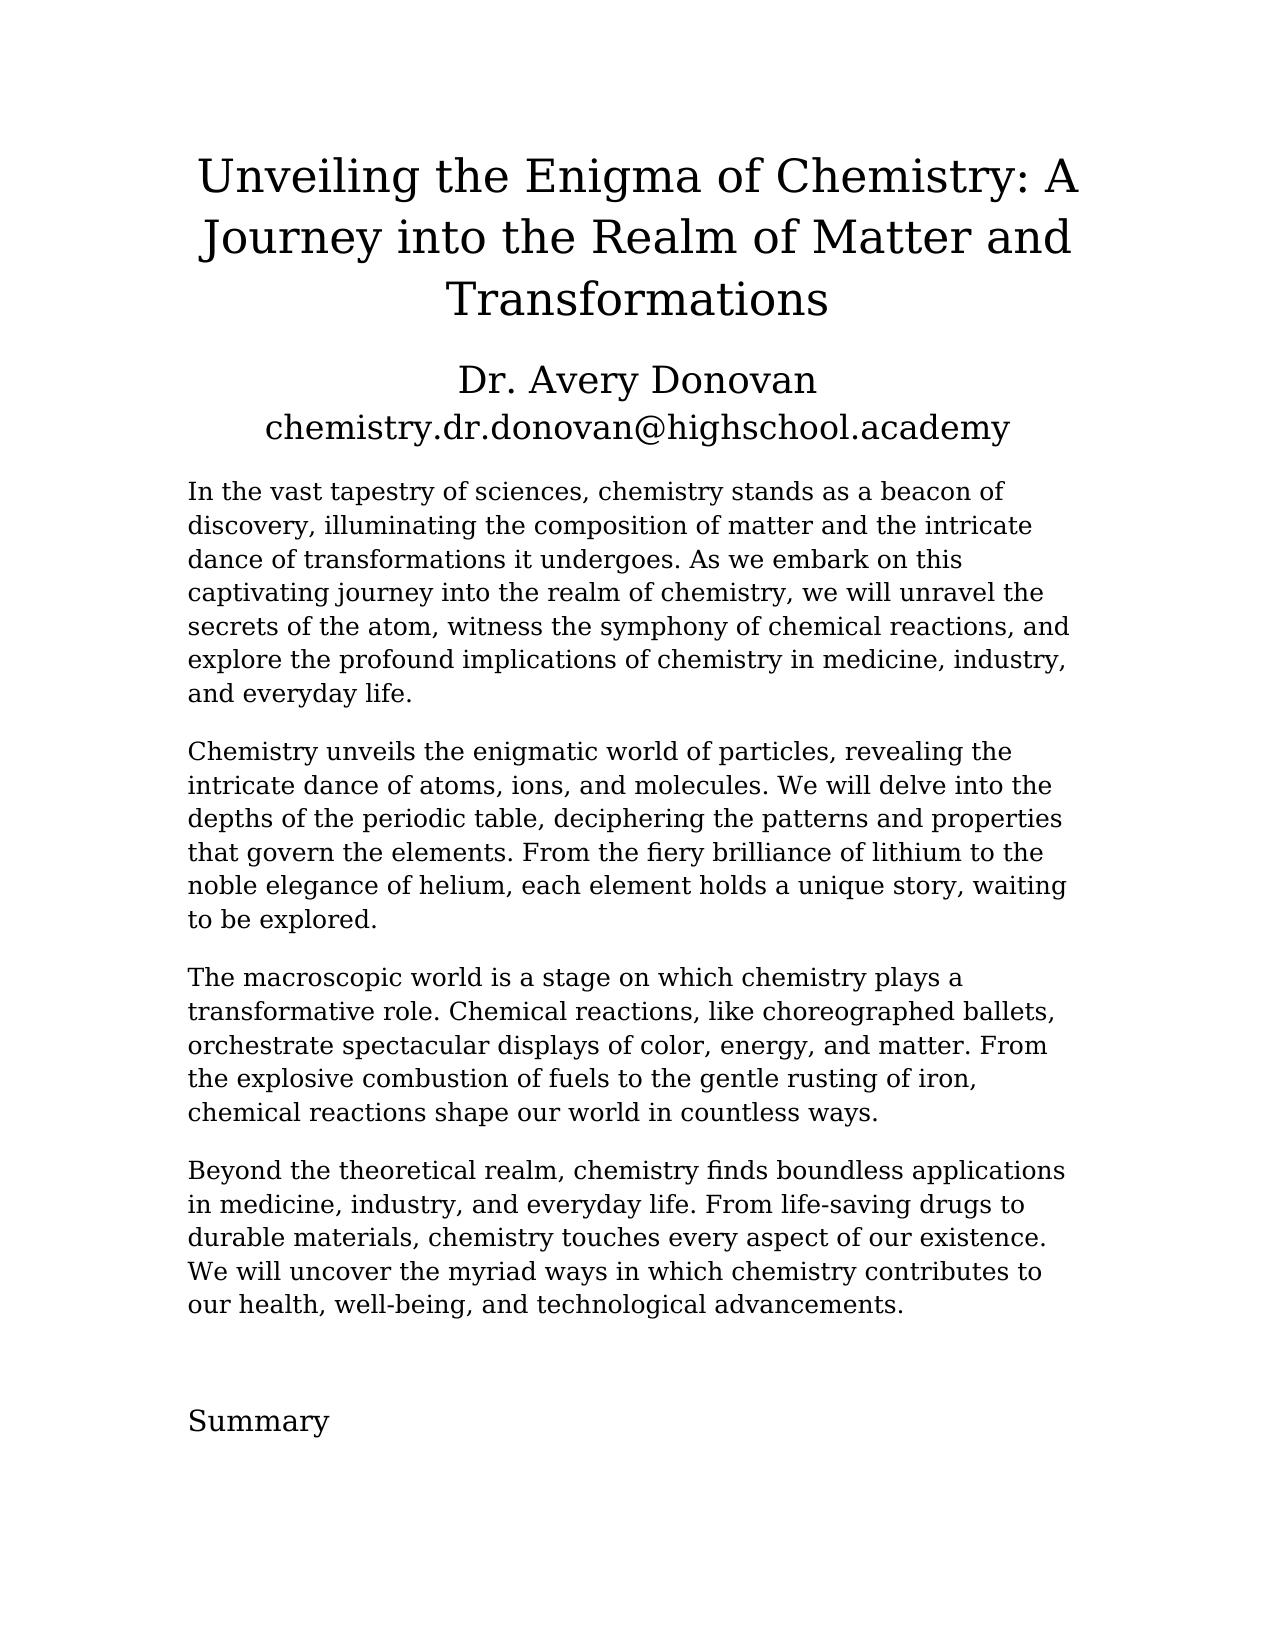 Unveiling the Enigma of Chemistry: A
Journey into the Realm of Matter and
Transformations
Dr. Avery Donovan
chemistry.dr.donovan@highschool.academy
In the vast tapestry of sciences, chemistry stands as a beacon of
discovery, illuminating the composition of matter and the intricate
dance of transformations it undergoes. As we embark on this
captivating journey into the realm of chemistry, we will unravel the
secrets of the atom, witness the symphony of chemical reactions, and
explore the profound implications of chemistry in medicine, industry,
and everyday life.
Chemistry unveils the enigmatic world of particles, revealing the
intricate dance of atoms, ions, and molecules. We will delve into the
depths of the periodic table, deciphering the patterns and properties
that govern the elements. From the fiery brilliance of lithium to the
noble elegance of helium, each element holds a unique story, waiting
to be explored.
The macroscopic world is a stage on which chemistry plays a
transformative role. Chemical reactions, like choreographed ballets,
orchestrate spectacular displays of color, energy, and matter. From
the explosive combustion of fuels to the gentle rusting of iron,
chemical reactions shape our world in countless ways.
Beyond the theoretical realm, chemistry finds boundless applications
in medicine, industry, and everyday life. From life-saving drugs to
durable materials, chemistry touches every aspect of our existence.
We will uncover the myriad ways in which chemistry contributes to
our health, well-being, and technological advancements.
Summary